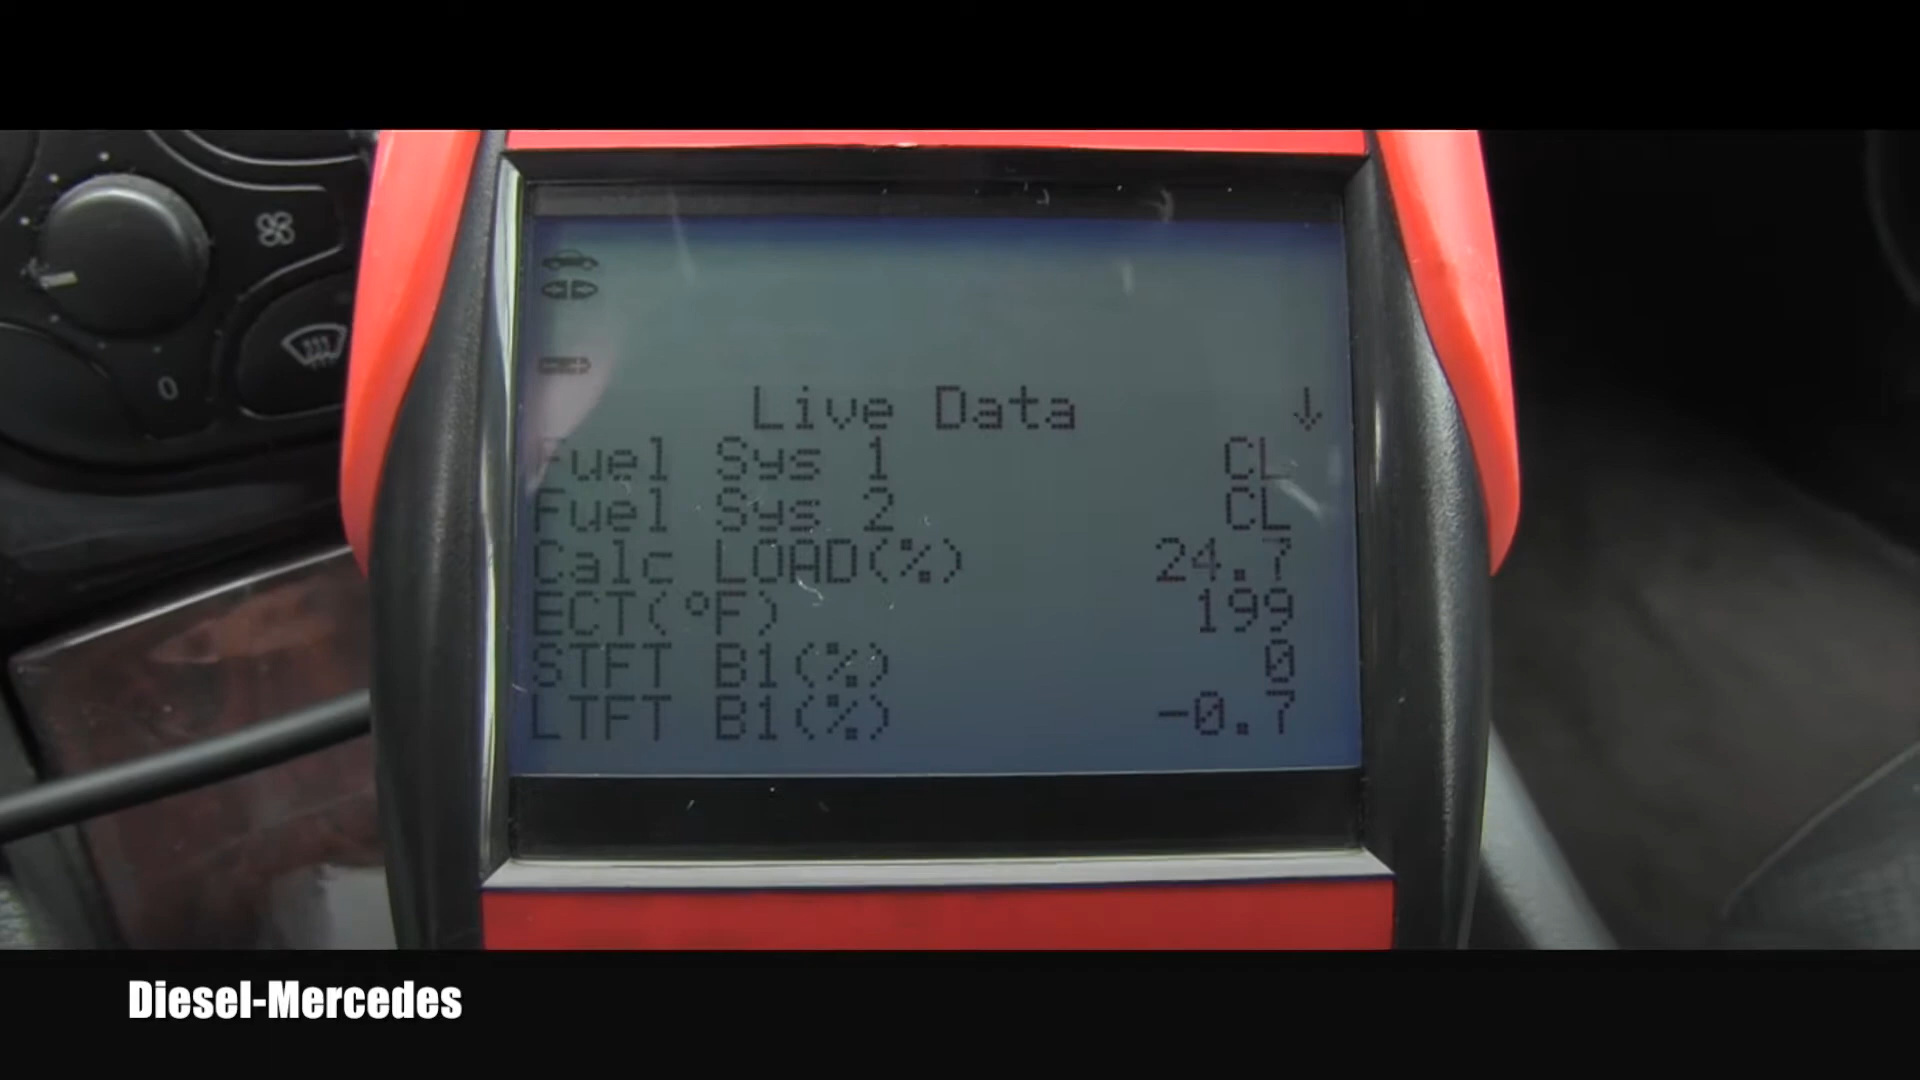 0
Live Data ↓
Fuel Sys 1 CL
Fuel Sys 2 CL
Calc LOAD(%) 24.7
ECT(°F) 199
STFT B1(%) 0
LTFT B1(%) -0.7
Diesel-Mercedes